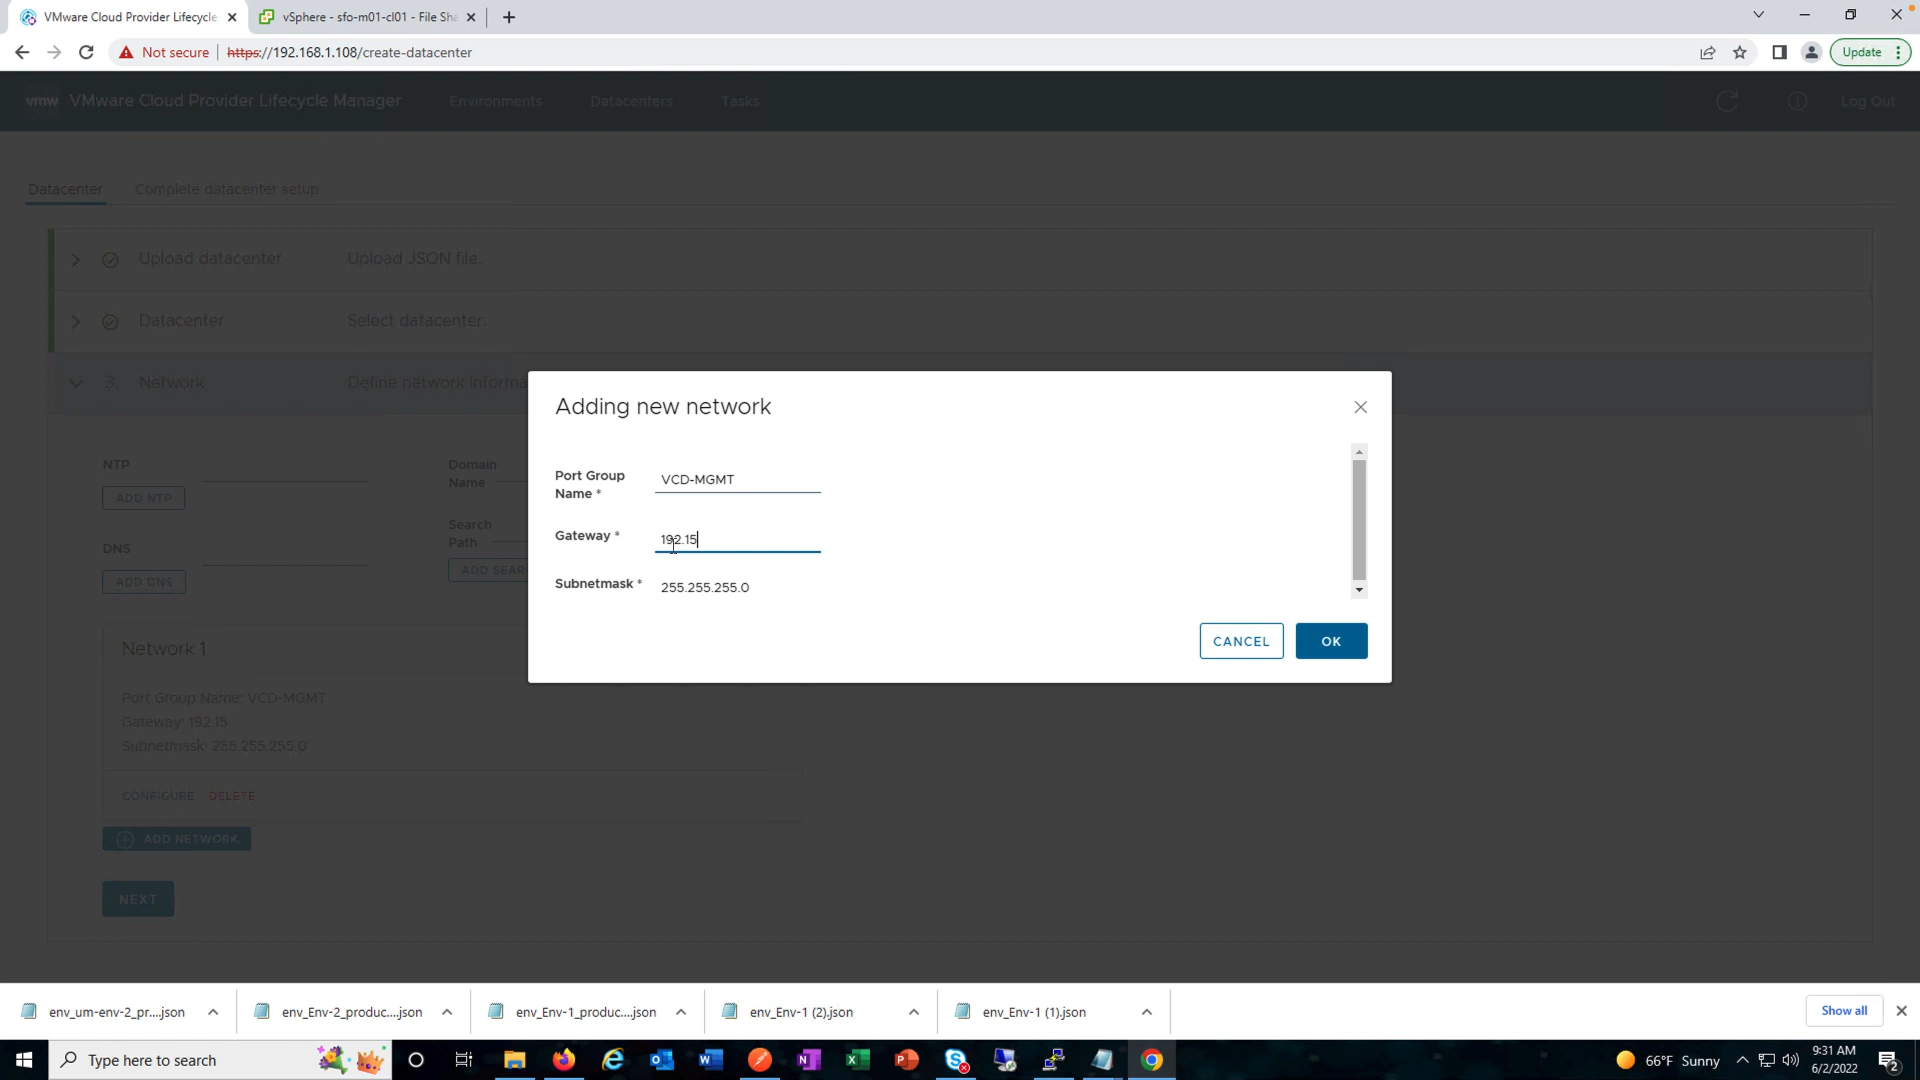 VMware Cloud Provider Lifecycle
vSphere - sfo-m01-cl01 - File Sha
Not secure
https://192.168.1.108/create-datacenter
Update
vmw
VMware Cloud Provider Lifecycle Manager
Environments
Datacenters
Tasks
Log Out
Datacenter
Complete datacenter setup
Upload datacenter
Upload JSON file.
Datacenter
Select datacenter.
3.
Network
Define network informa
NTP
ADD NTP
Domain
Name
Search
Path
ADD SEAR
DNS
ADD DNS
Adding new network
Port Group
Name *
VCD-MGMT
Gateway *
192.15
Subnetmask *
255.255.255.0
CANCEL
OK
Network 1
Port Group Name: VCD-MGMT
Gateway: 192.15
Subnetmask: 255.255.255.0
CONFIGURE
DELETE
ADD NETWORK
NEXT
env_um-env-2_pr....json
env_Env-2_produc....json
env_Env-1_produc....json
env_Env-1 (2).json
env_Env-1 (1).json
Show all
Type here to search
66°F Sunny
9:31 AM
6/2/2022
2